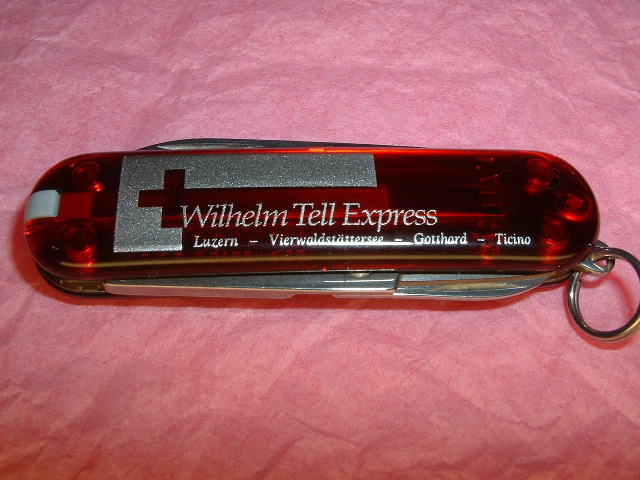 Wilhelm Tell Express
Luzern – Vierwaldstättersee – Gotthard – Ticino